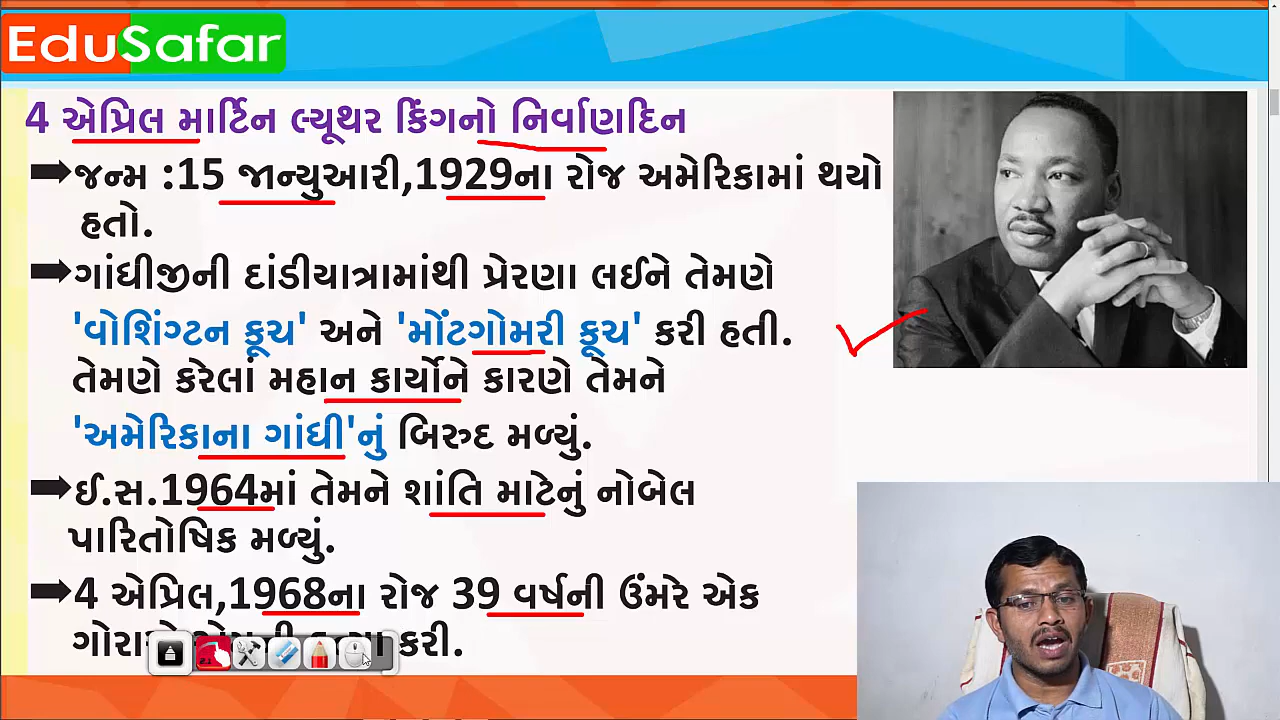 EduSafar
4 એપ્રિલ માર્ટિન લ્યૂથર કિંગનો નિર્વાણદિન
➡જન્મ :15 જાન્યુઆરી,1929ના રોજ અમેરિકામાં થયો
હતો.
➡ગાંધીજીની દાંડીયાત્રામાંથી પ્રેરણા લઈને તેમણે
'વોશિંગ્ટન કૂચ' અને 'મોંટગોમરી કૂચ' કરી હતી.
તેમણે કરેલાં મહાન કાર્યોને કારણે તેમને
'અમેરિકાના ગાંધી'નું બિરુદ મળ્યું.
➡ઈ.સ.1964માં તેમને શાંતિ માટેનું નોબેલ
પારિતોષિક મળ્યું.
➡4 એપ્રિલ,1968ના રોજ 39 વર્ષની ઉંમરે એક
કરી.